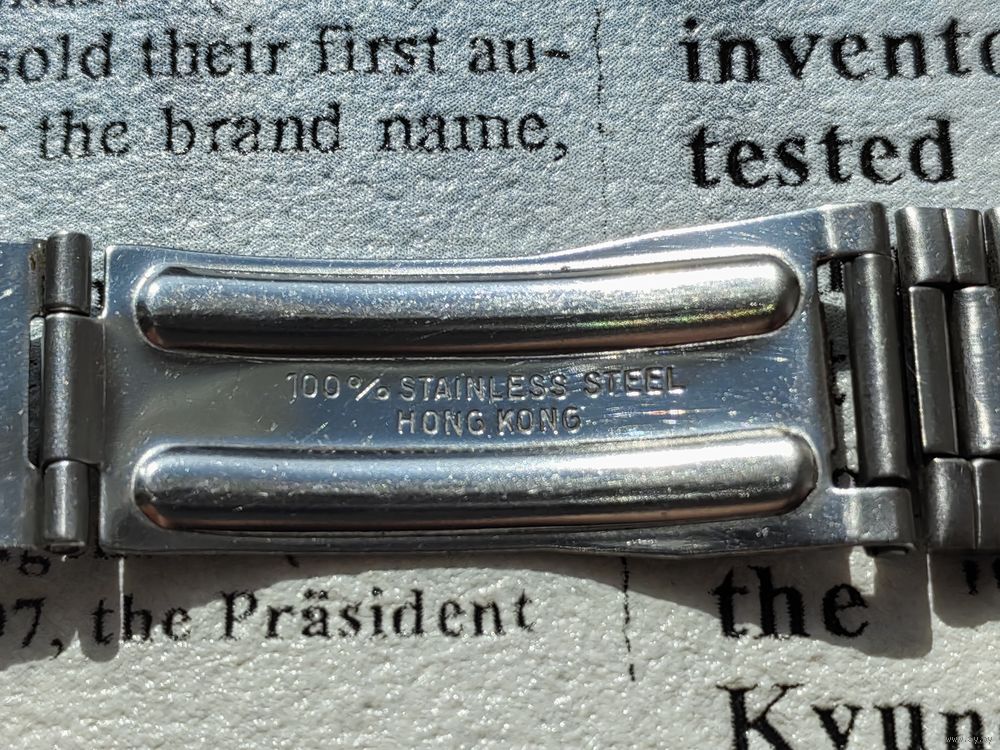 sold their first au-
the brand name,
invento
tested
100% STAINLESS STEEL
HONG KONG
97, the Präsident
the